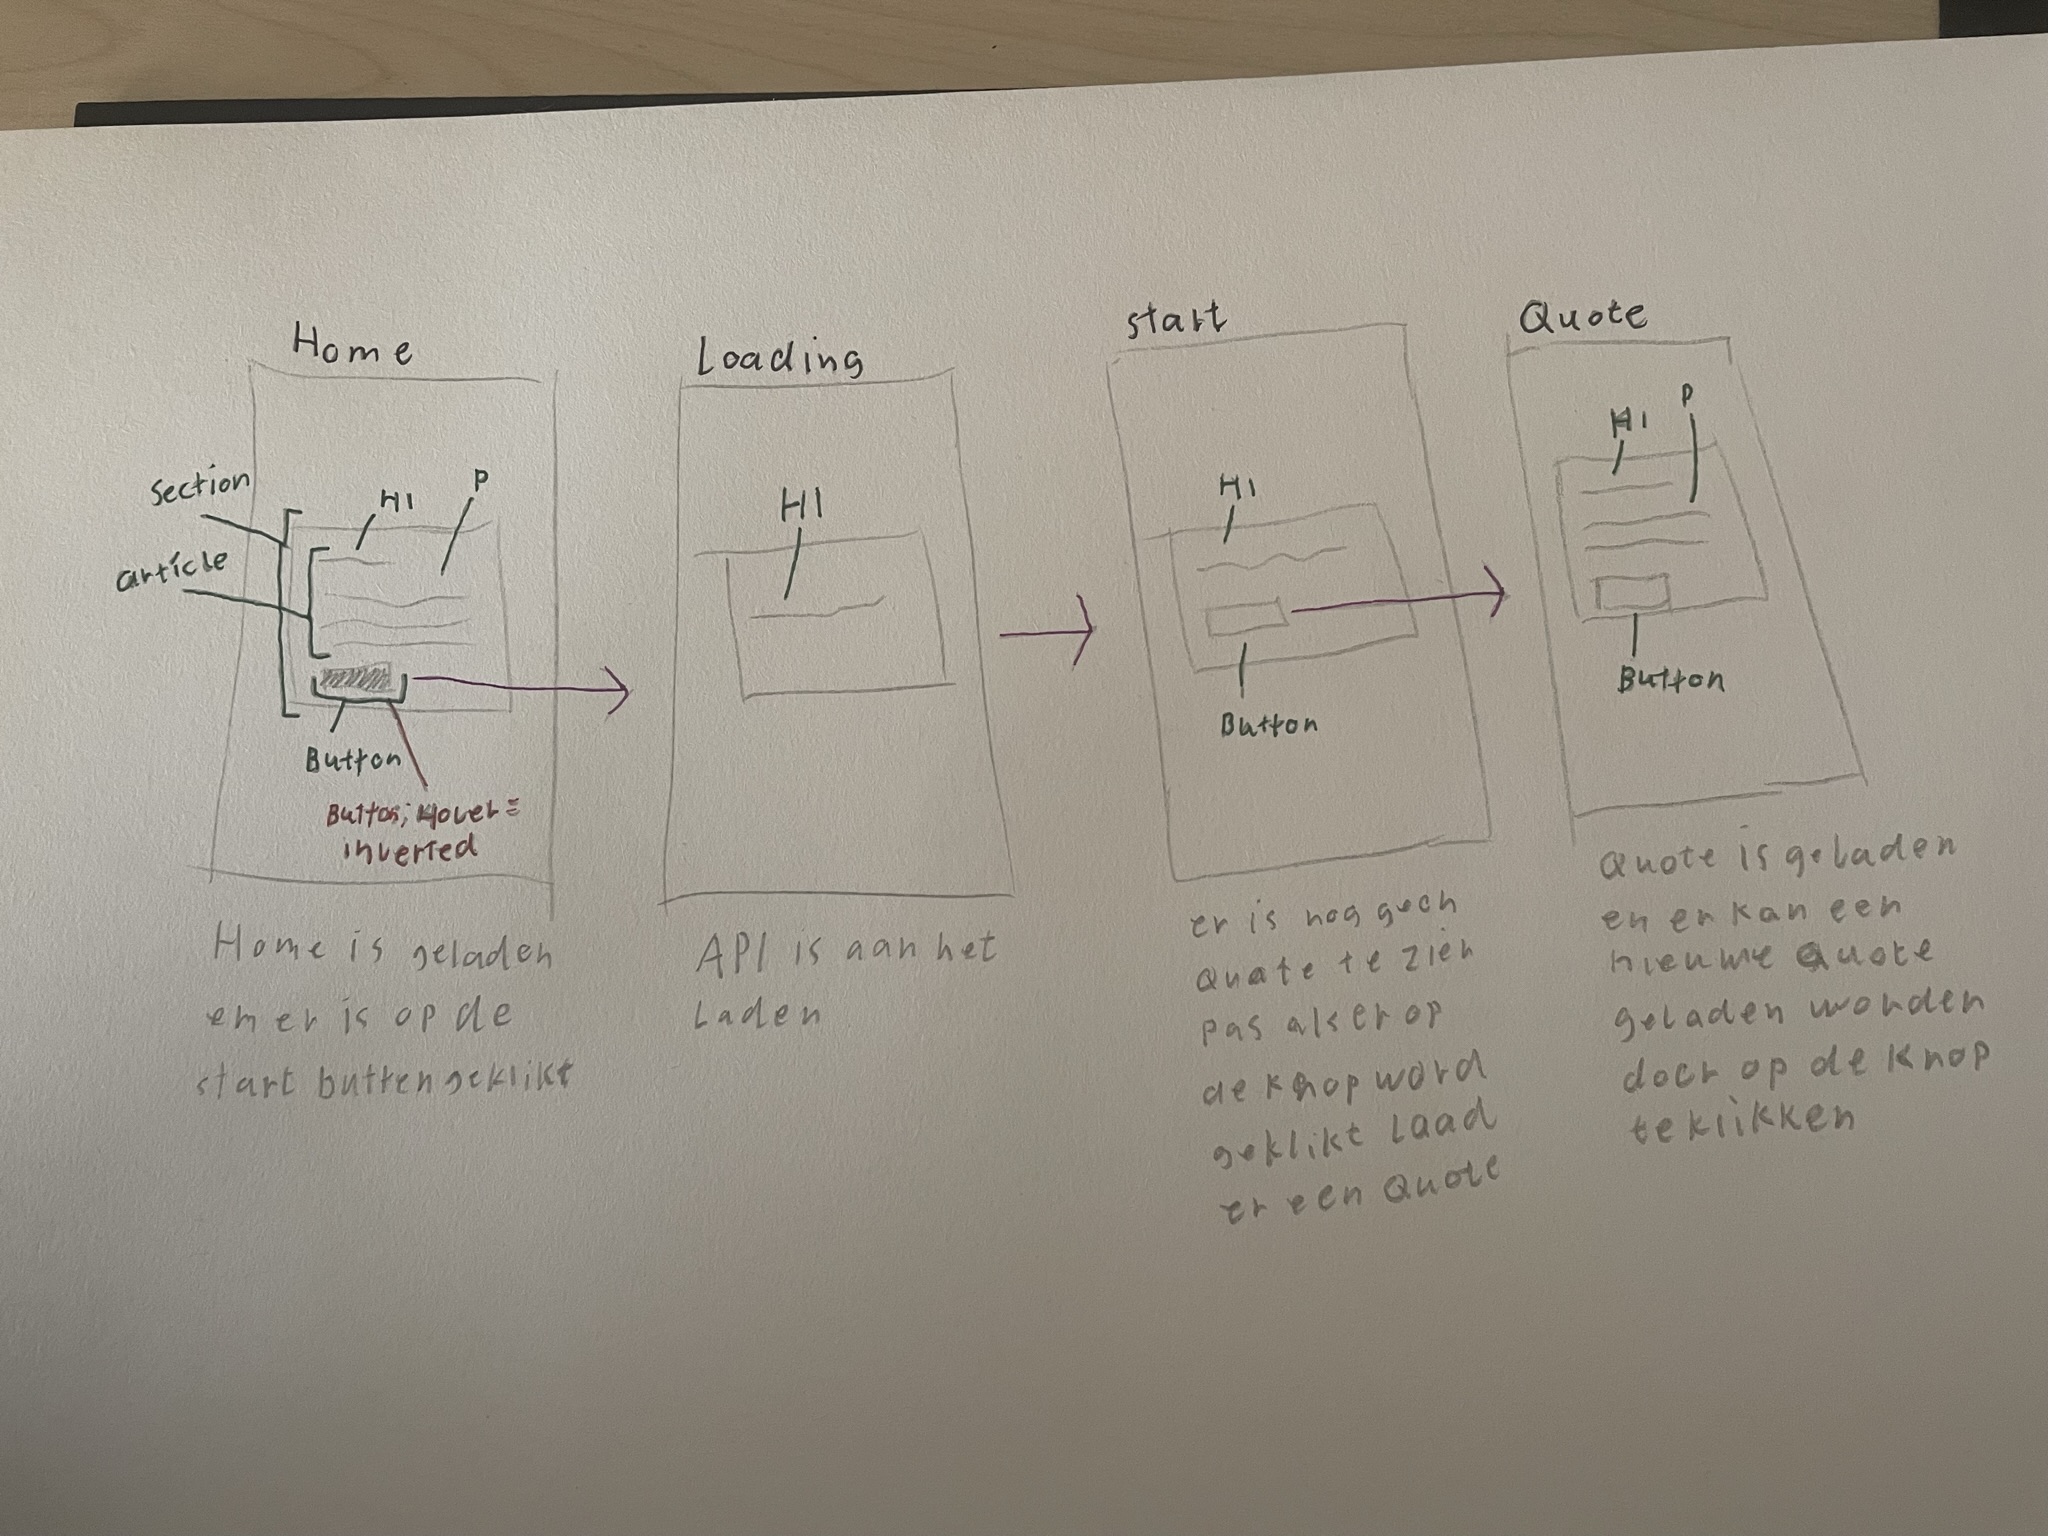 Home
Section
article
H1
P
Button
Button; Hover =
inverted
Home is geladen
en er is op de
start button geklikt
Loading
H1
API is aan het
Laden
start
H1
Button
er is nog geen
Quote te zien
pas als er op
de knop word
geklikt Laad
er een Quote
Quote
H1
P
Button
Quote is geladen
en er kan een
nieuwe Quote
geladen worden
door op de Knop
te klikken